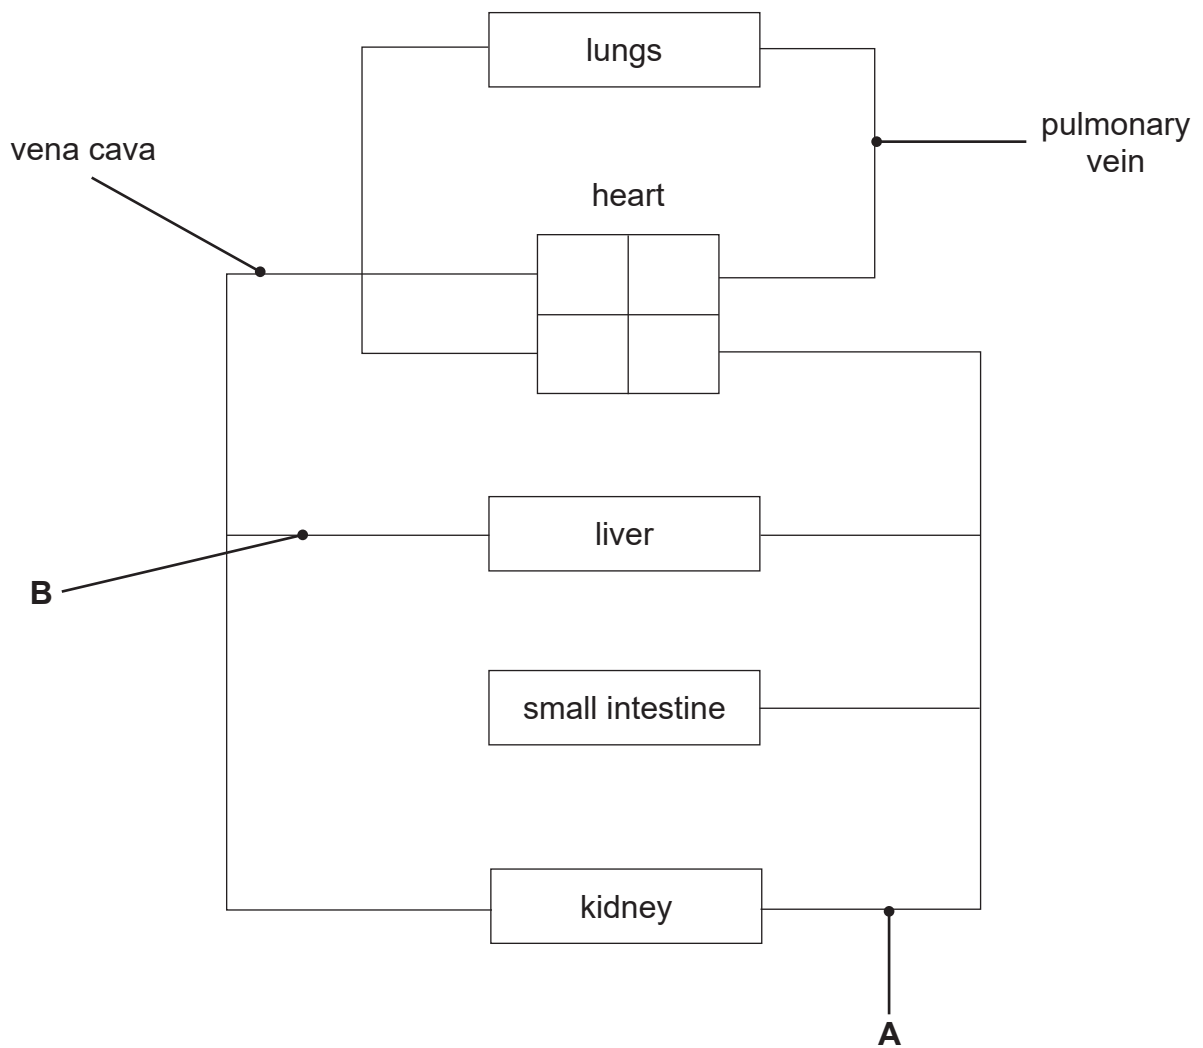 lungs
pulmonary
vein
vena cava
heart
liver
B
small intestine
kidney
A